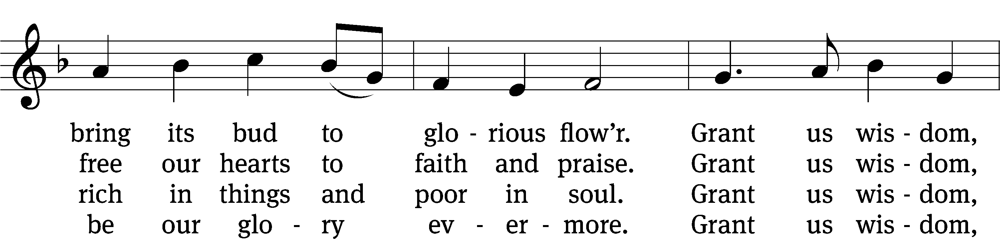 bring its bud to glo - rious flow’r. Grant us wis - dom,
free our hearts to faith and praise. Grant us wis - dom,
rich in things and poor in soul. Grant us wis - dom,
be our glo - ry ev - er - more. Grant us wis - dom,